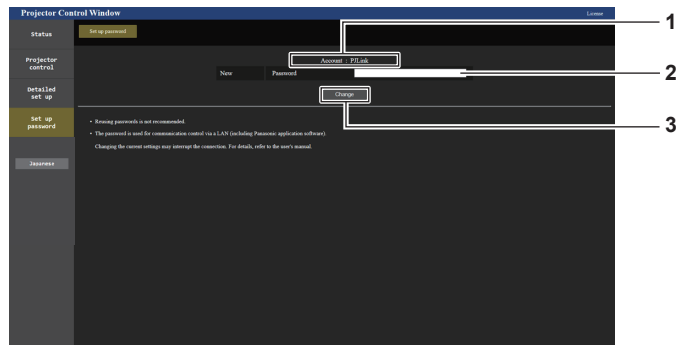 Projector Control Window License
1
Status
Set up password
Projector
control
Account : PJLink
New Password
2
Detailed
set up
Change
Set up
password
• Reusing passwords is not recommended.
3
• The password is used for communication control via a LAN (including Panasonic application software).
Changing the current settings may interrupt the connection. For details, refer to the user's manual.
Japanese